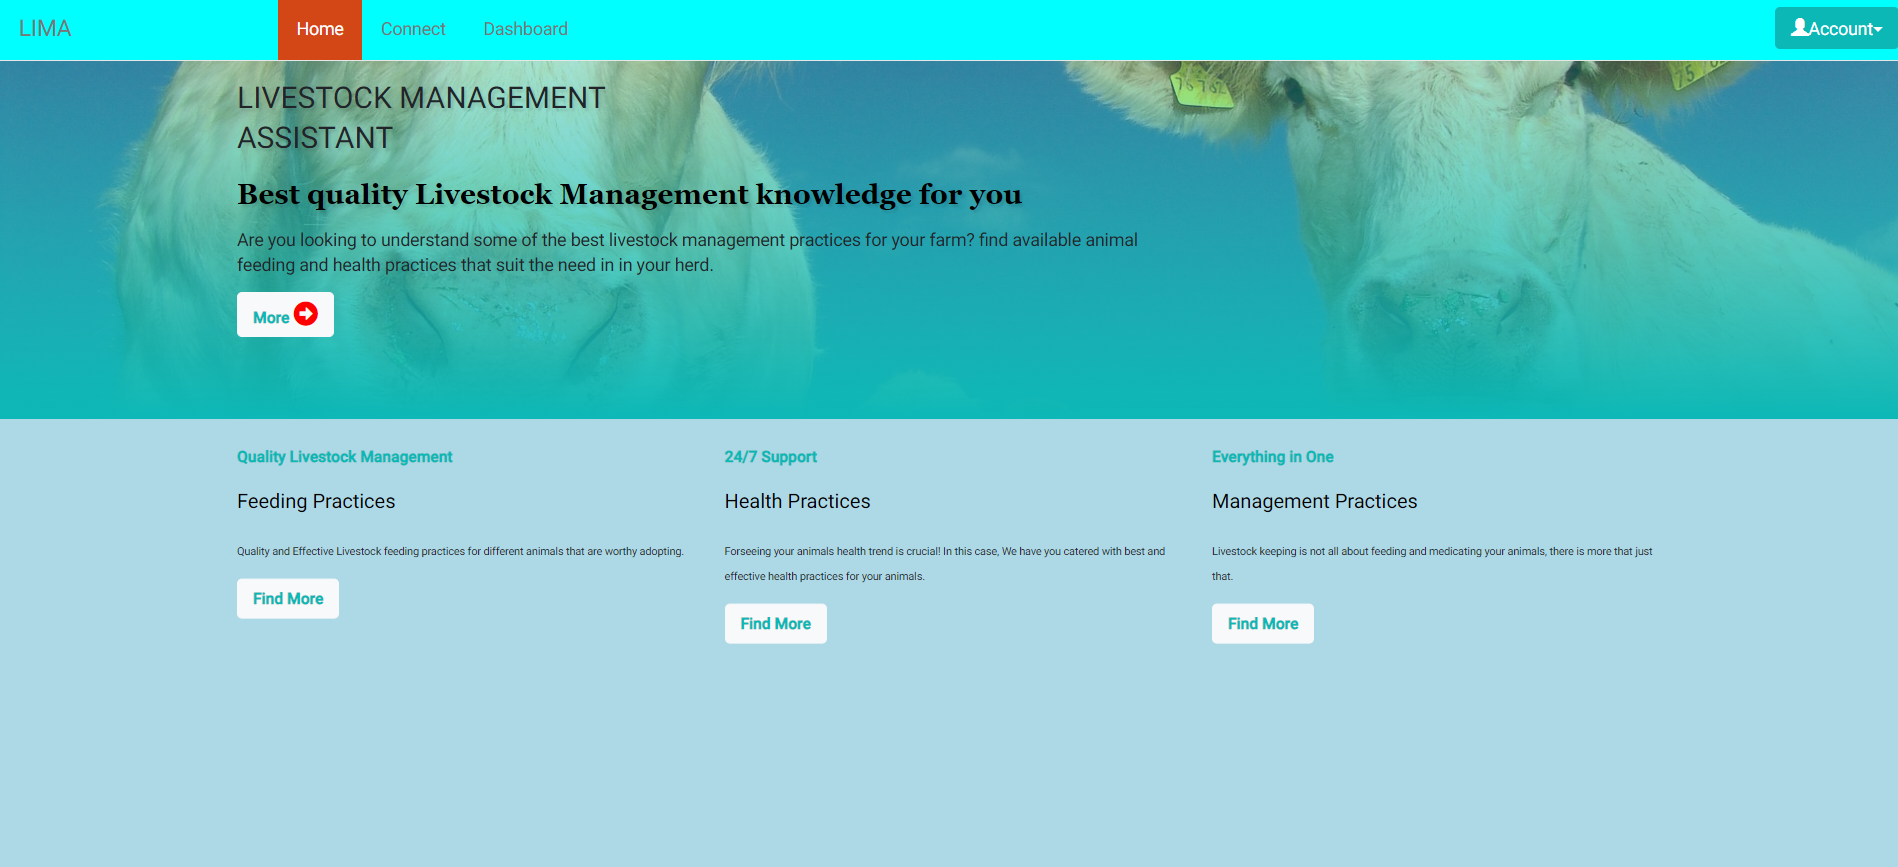 LIMA
Home
Connect
Dashboard
Account
LIVESTOCK MANAGEMENT
ASSISTANT
Best quality Livestock Management knowledge for you
Are you looking to understand some of the best livestock management practices for your farm? find available animal
feeding and health practices that suit the need in in your herd.
More
Quality Livestock Management
Feeding Practices
Quality and Effective Livestock feeding practices for different animals that are worthy adopting.
Find More
24/7 Support
Health Practices
Forseeing your animals health trend is crucial! In this case, We have you catered with best and
effective health practices for your animals.
Find More
Everything in One
Management Practices
Livestock keeping is not all about feeding and medicating your animals, there is more that just
that.
Find More